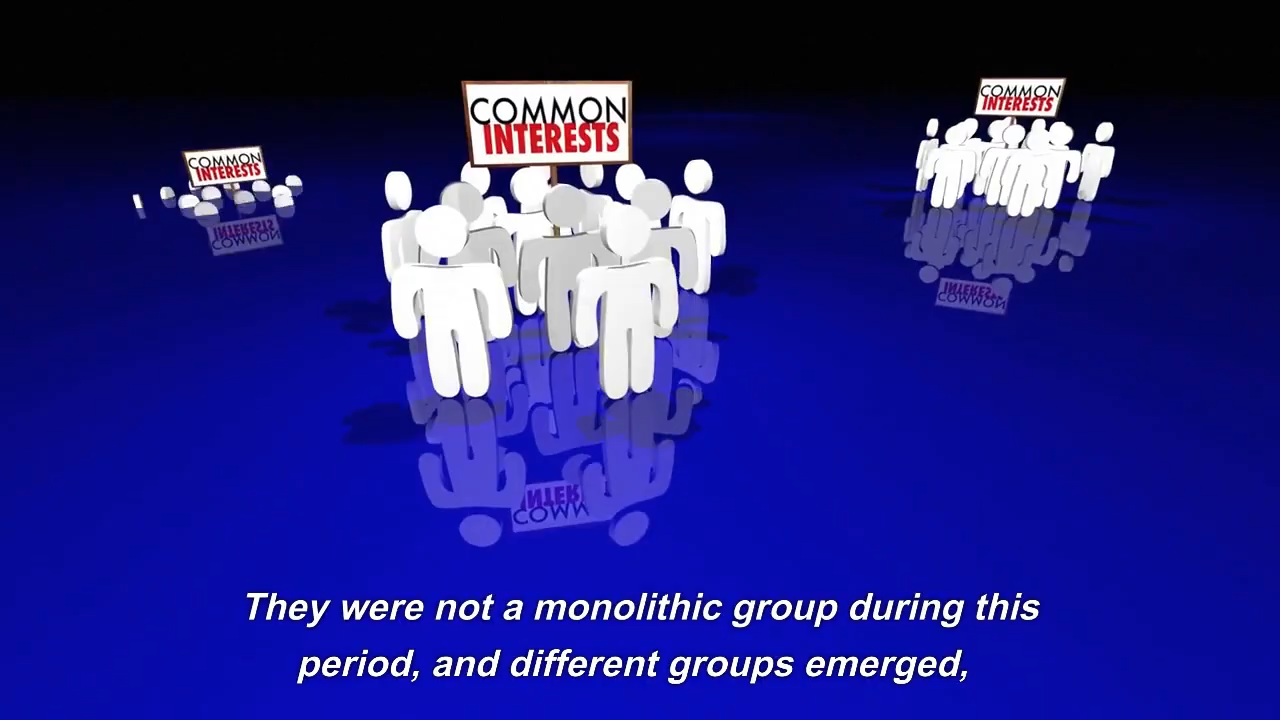 COMMON
INTERESTS
COMMON
INTERESTS
COMMON
INTERESTS
They were not a monolithic group during this
period, and different groups emerged,